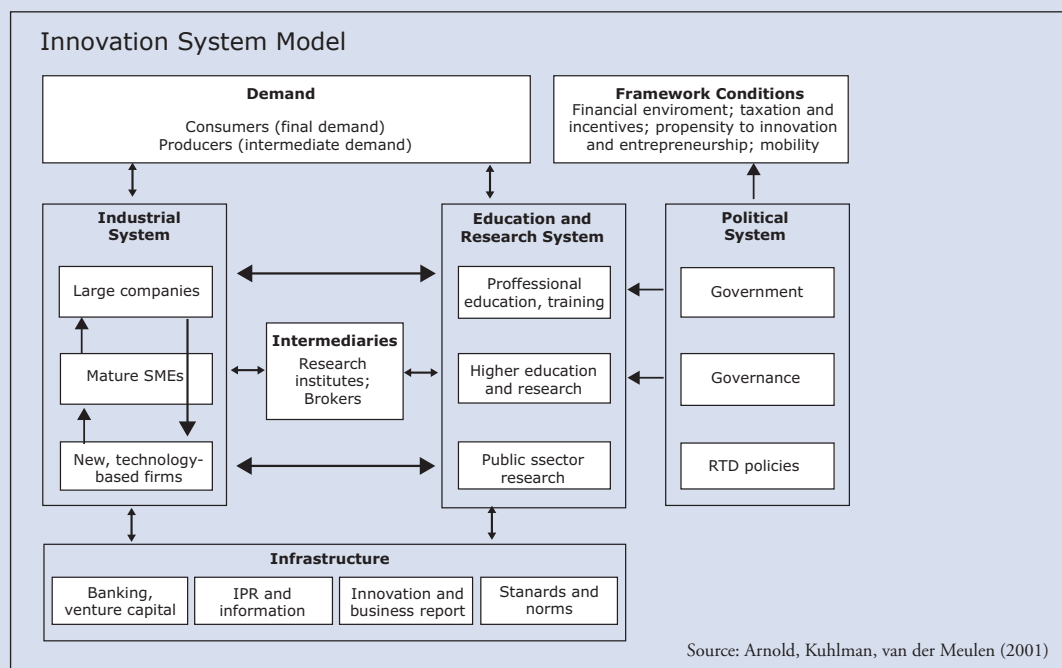 Innovation System Model
Demand
Consumers (final demand)
Producers (intermediate demand)
Framework Conditions
Financial enviroment; taxation and
incentives; propensity to innovation
and entrepreneurship; mobility
Industrial
System
Large companies
Mature SMEs
New, technology-
based firms
Intermediaries
Research
institutes;
Brokers
Education and
Research System
Proffessional
education, training
Higher education
and research
Public ssector
research
Political
System
Government
Governance
RTD policies
Infrastructure
Banking,
venture capital
IPR and
information
Innovation and
business report
Stanards and
norms
Source: Arnold, Kuhlman, van der Meulen (2001)